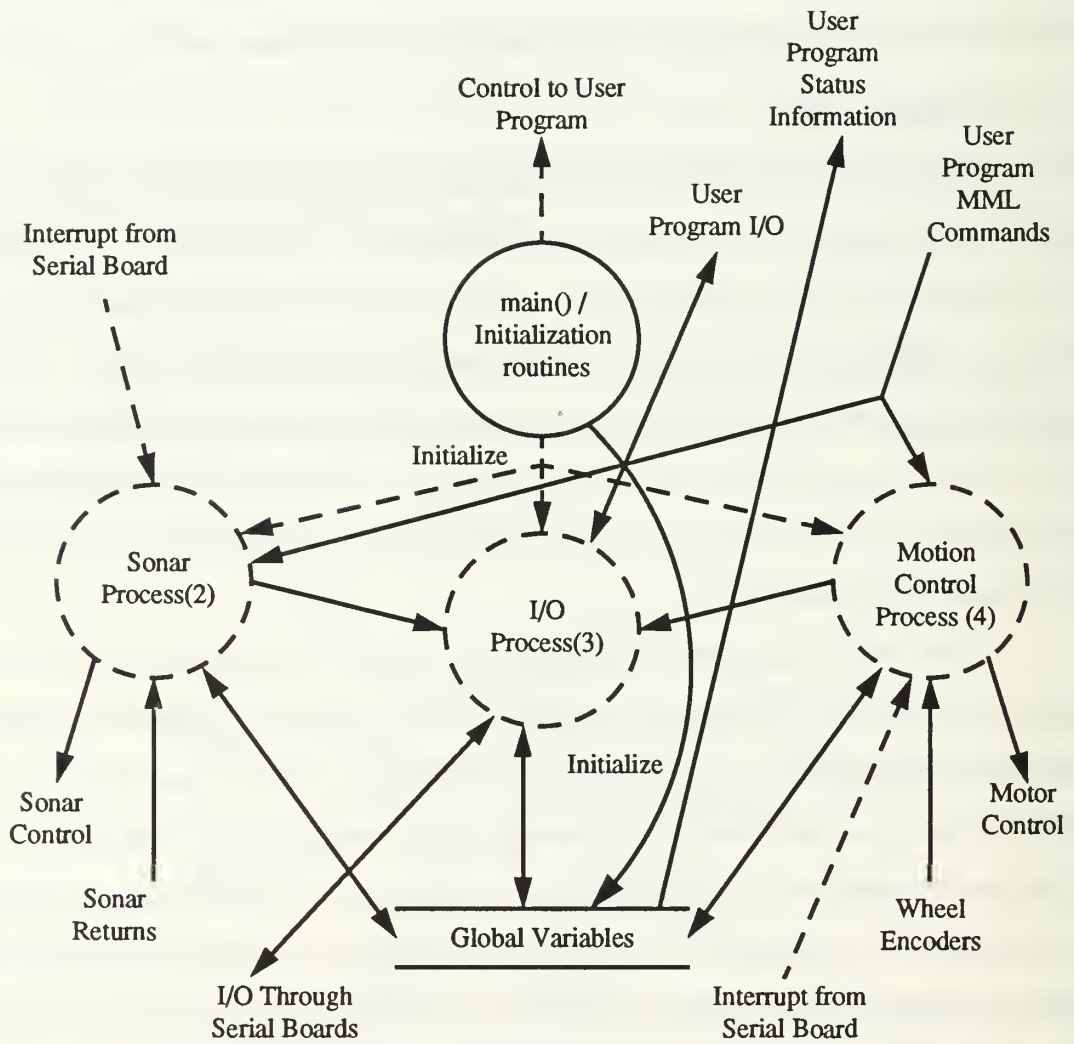 User
Program
Status
Information
Control to User
Program
User
Program
MML
Commands
User
Program I/O
Interrupt from
Serial Board
main() /
Initialization
routines
Initialize
Sonar
Process(2)
I/O
Process(3)
Motion
Control
Process (4)
Initialize
Sonar
Control
Motor
Control
Sonar
Returns
Global Variables
Wheel
Encoders
I/O Through
Serial Boards
Interrupt from
Serial Board